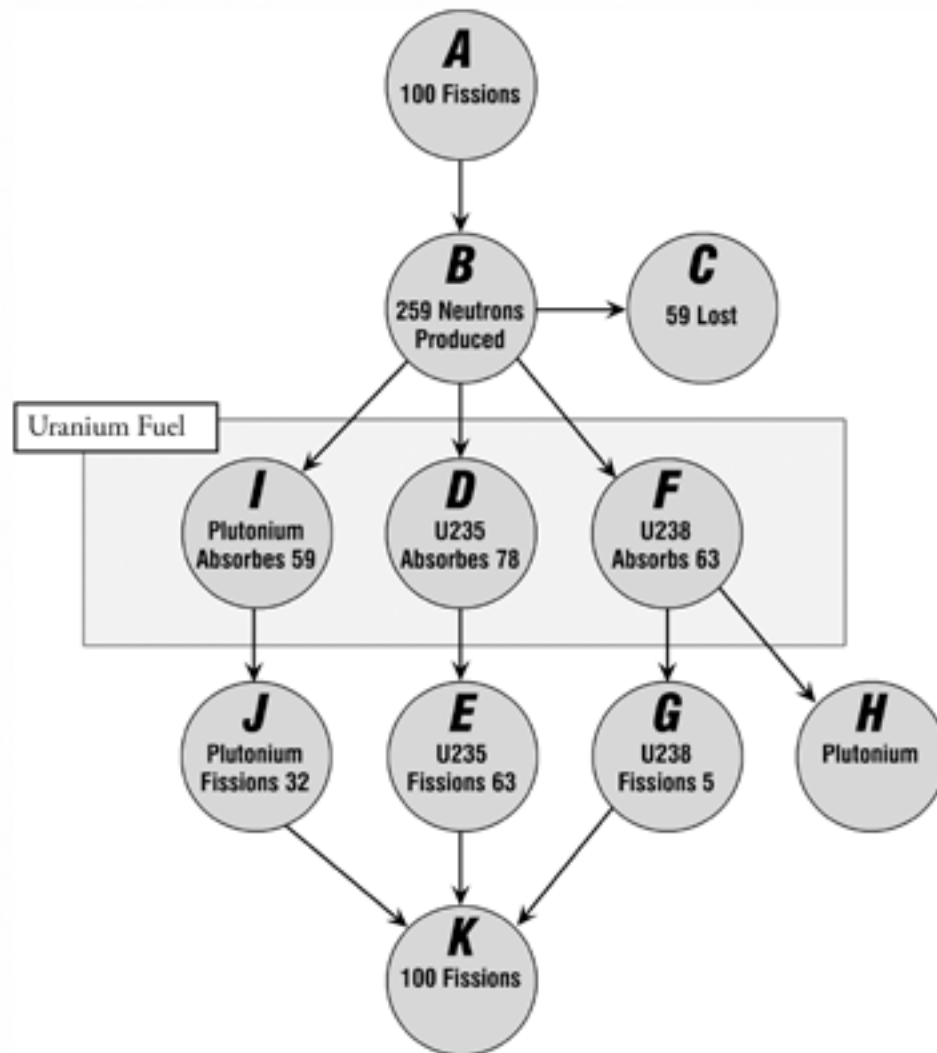 A
100 Fissions
B
259 Neutrons
Produced
C
59 Lost
Uranium Fuel
I
Plutonium
Absorbes 59
D
U235
Absorbes 78
F
U238
Absorbs 63
J
Plutonium
Fissions 32
E
U235
Fissions 63
G
U238
Fissions 5
H
Plutonium
K
100 Fissions